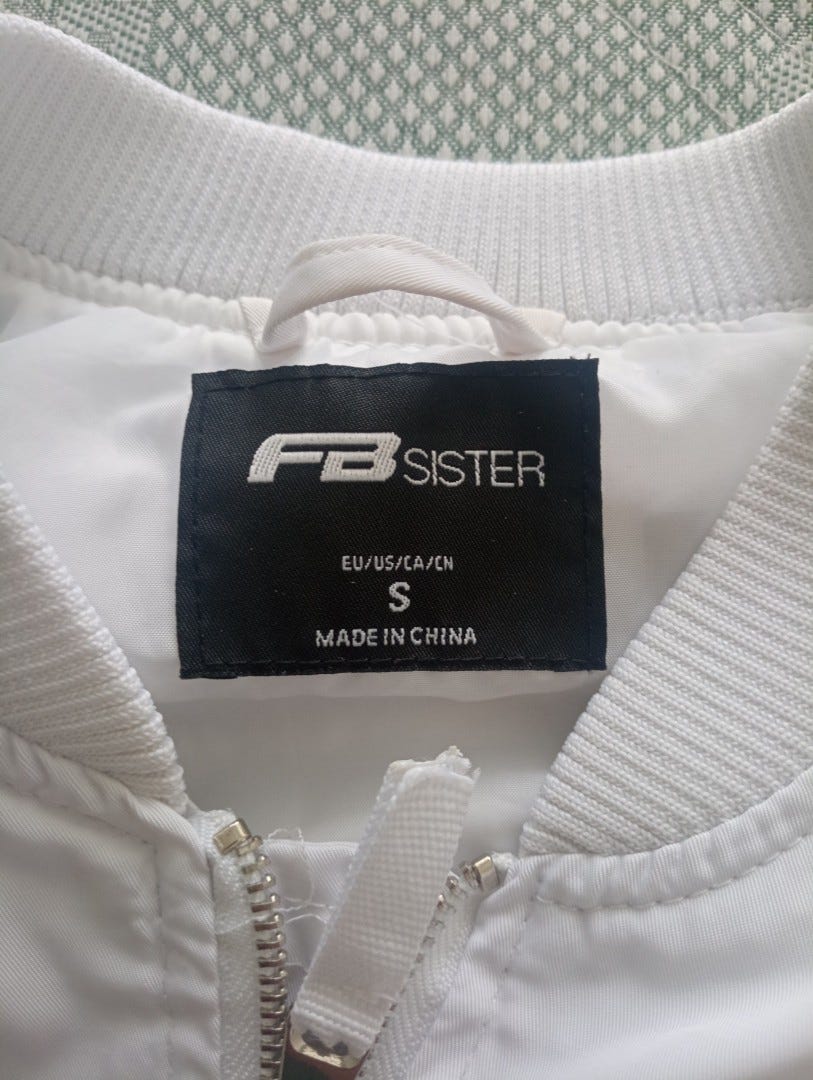 FB SISTER
EU/US/CA/CN
S
MADE IN CHINA